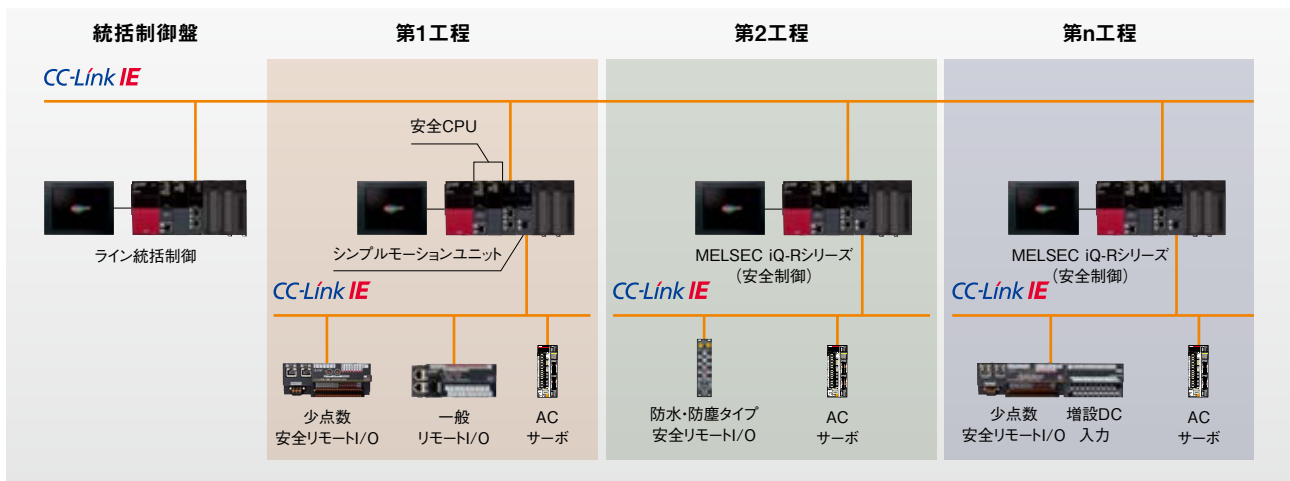 統括制御盤
第1工程
第2工程
第n工程
CC-Link IE
安全CPU
ライン統括制御
シンプルモーションユニット
MELSEC iQ-Rシリーズ
（安全制御）
MELSEC iQ-Rシリーズ
（安全制御）
CC-Link IE
CC-Link IE
CC-Link IE
少点数
安全リモートI/O
一般
リモートI/O
AC
サーボ
防水・防塵タイプ
安全リモートI/O
AC
サーボ
少点数
安全リモートI/O
増設DC
入力
AC
サーボ